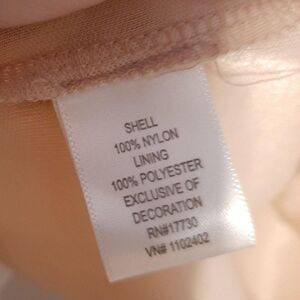 SHELL
100% NYLON
LINING
100% POLYESTER
EXCLUSIVE OF
DECORATION
RN#17730
VN# 1102402